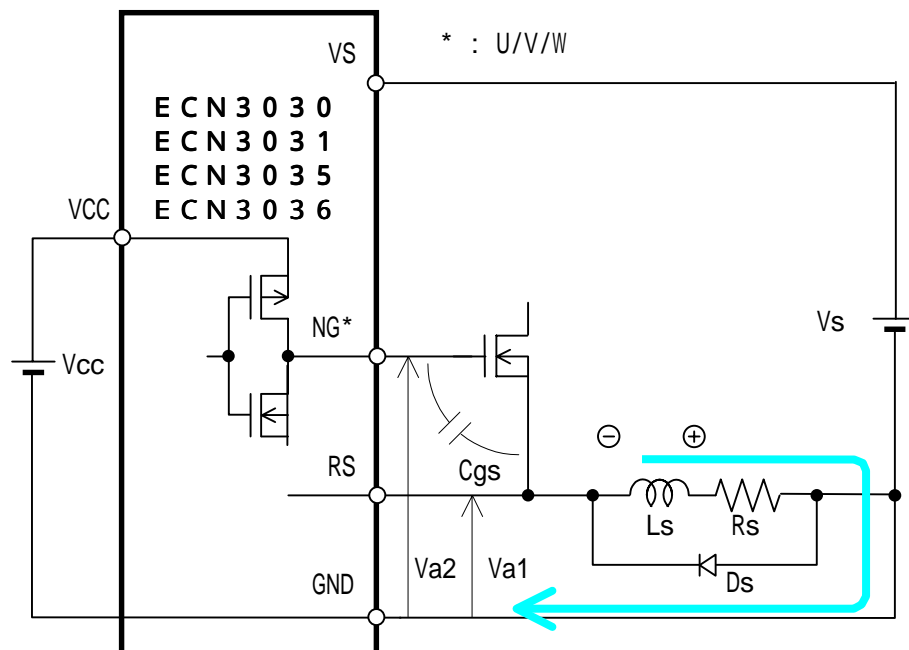 VS
* : U/V/W
ECN3030
ECN3031
ECN3035
ECN3036
VCC
NG*
Vs
Vcc
⊖ ⊕
RS
Cgs
Ls Rs
Va2 Va1
Ds
GND